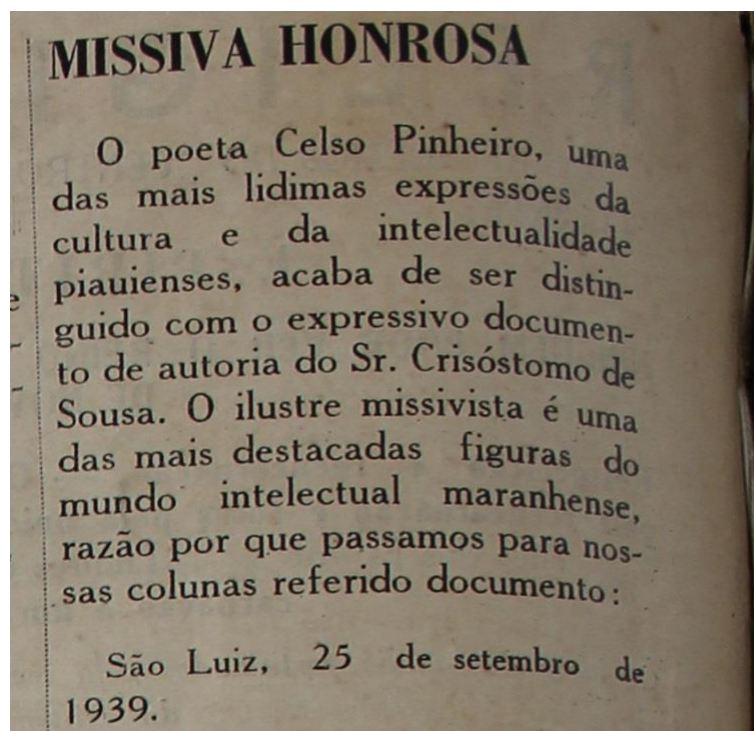 MISSIVA HONROSA
O poeta Celso Pinheiro, uma
das mais lidimas expressões da
cultura e da intelectualidade
piauienses, acaba de ser distin-
guido com o expressivo documen-
to de autoria do Sr. Crisóstomo de
Sousa. O ilustre missivista é uma
das mais destacadas figuras do
mundo intelectual maranhense,
razão por que passamos para nos-
sas colunas referido documento:
São Luiz, 25 de setembro de
1939.